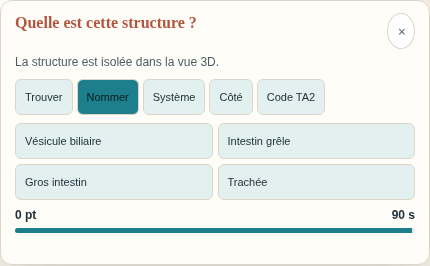 Quelle est cette structure ?
×
La structure est isolée dans la vue 3D.
Trouver Nommer Système Côté Code TA2
Vésicule biliaire Intestin grêle
Gros intestin Trachée
0 pt 90 s